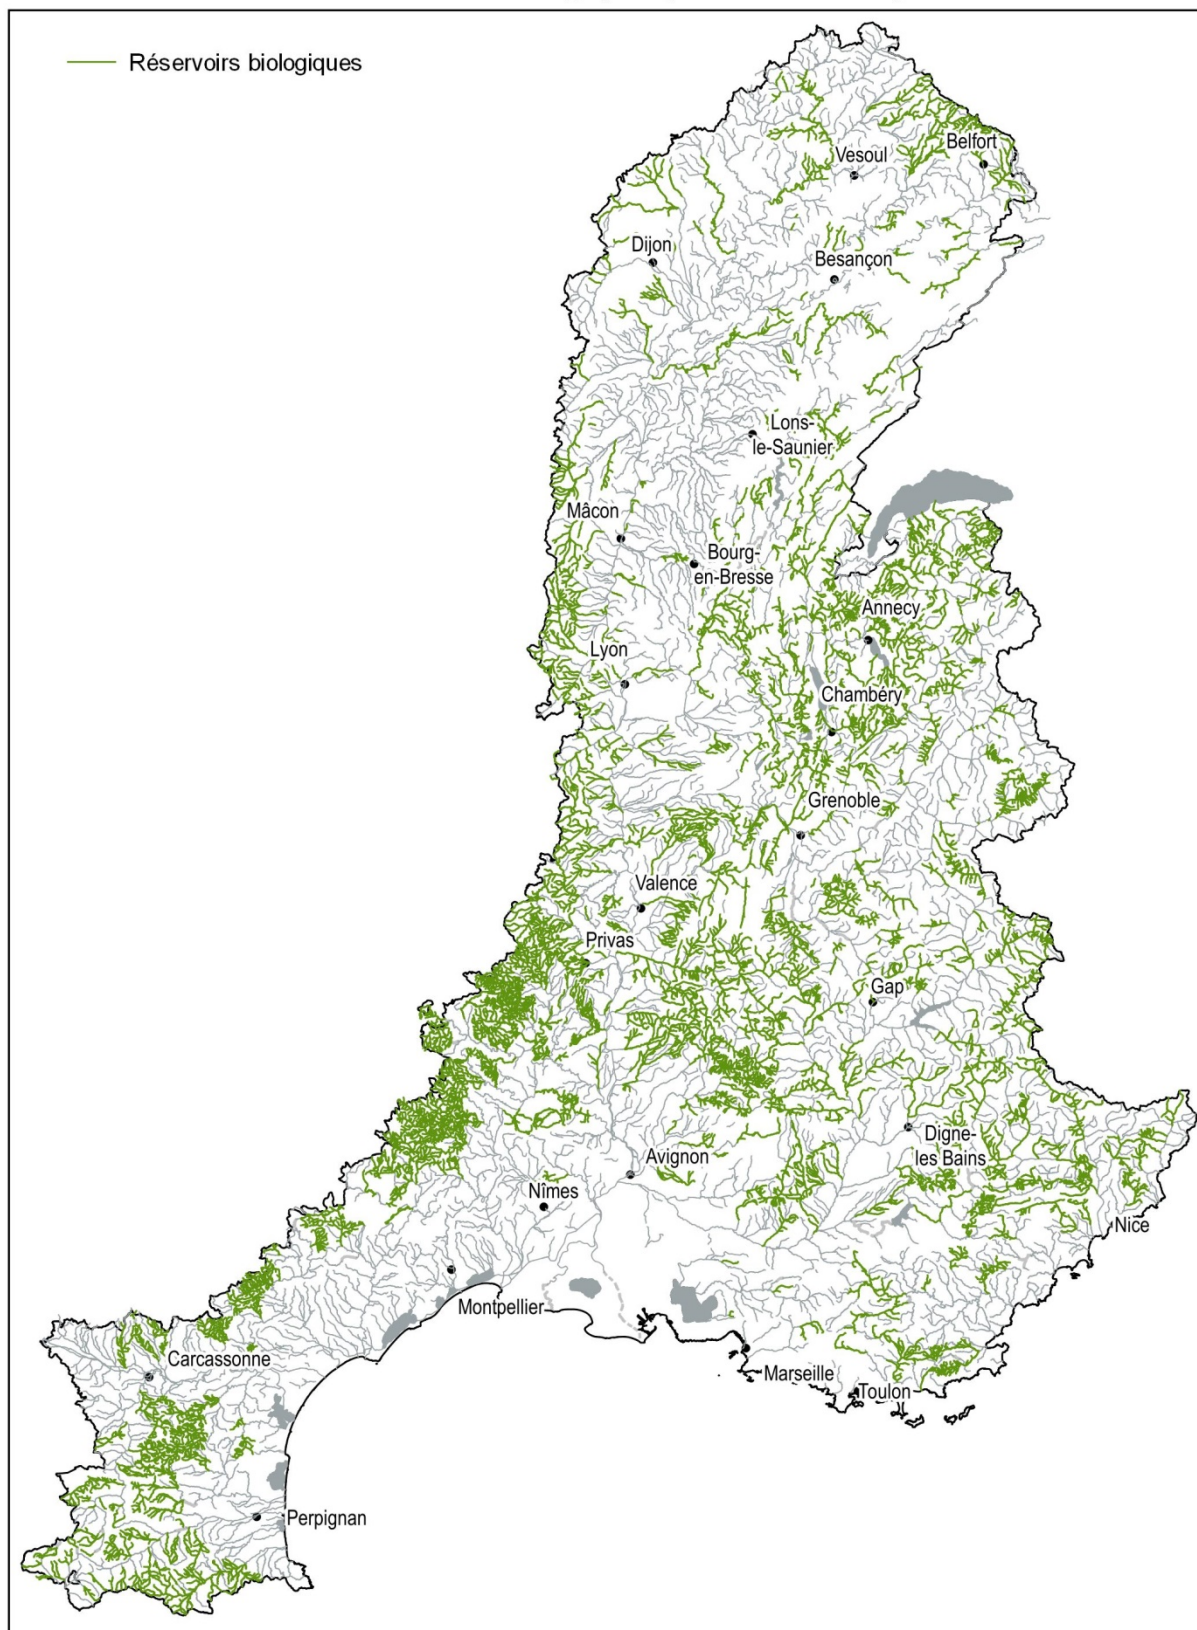 Réservoirs biologiques
Belfort
Vesoul
Dijon
Besançon
Lons-
le-Saunier
Mâcon
Bourg-
en-Bresse
Annecy
Lyon
Chambéry
Grenoble
Valence
Privas
Gap
Digne-
les Bains
Avignon
Nîmes
Nice
Montpellier
Carcassonne
Marseille
Toulon
Perpignan